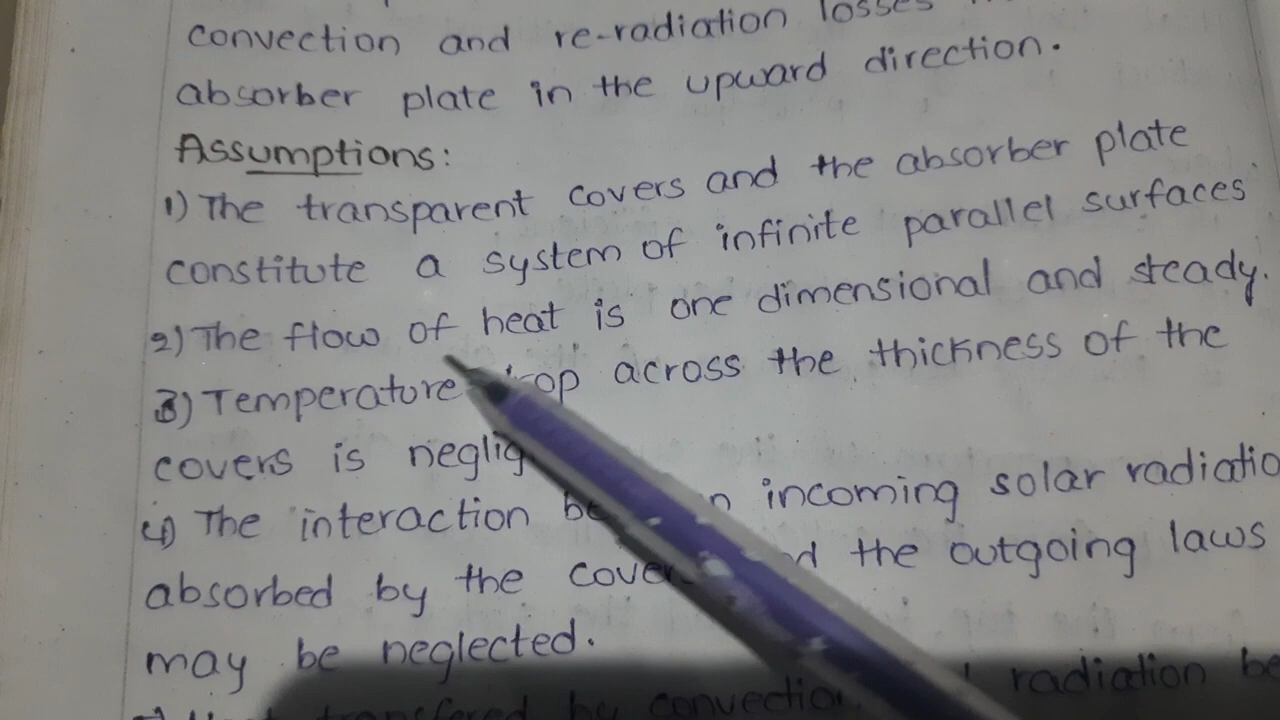 convection and re-radiation losses
absorber plate in the upward direction.
Assumptions:
1) The transparent covers and the absorber plate
constitute a system of infinite parallel surfaces
2) The flow of heat is one dimensional and steady.
3) Temperature across the thickness of the
covers is
4) The interaction incoming solar
absorbed by the the outgoing laws
may be neglected.
by convection radiation